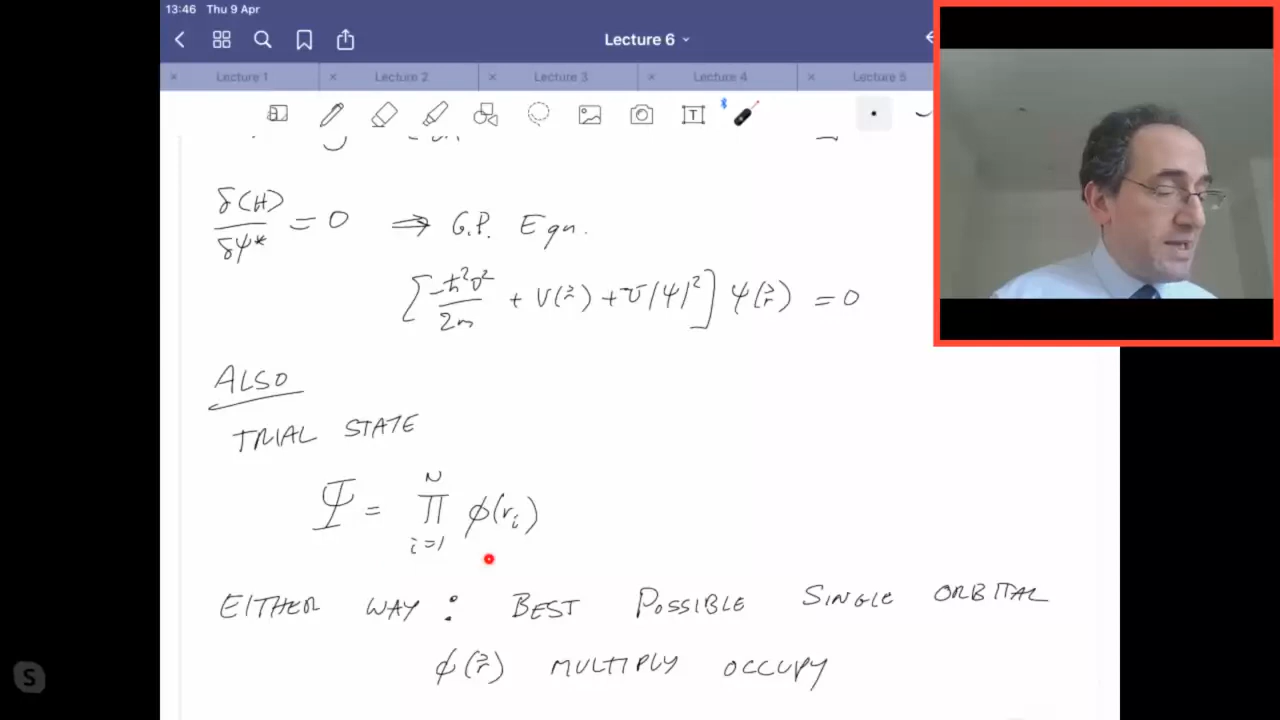 13:46 Thu 9 Apr
Lecture 6
Lecture 1 Lecture 2 Lecture 3 Lecture 4 Lecture 5
T
δ⟨H⟩/δψ* = 0 ⇒ G.P. Eqn.
[-ħ²∇²/2m + V(r⃗) + U|ψ|²] ψ(r⃗) = 0
ALSO
TRIAL STATE
Ψ = ∏_{i=1}^{N} ϕ(r_i)
EITHER WAY : BEST POSSIBLE SINGLE ORBITAL
ϕ(r⃗) MULTIPLY OCCUPY
S